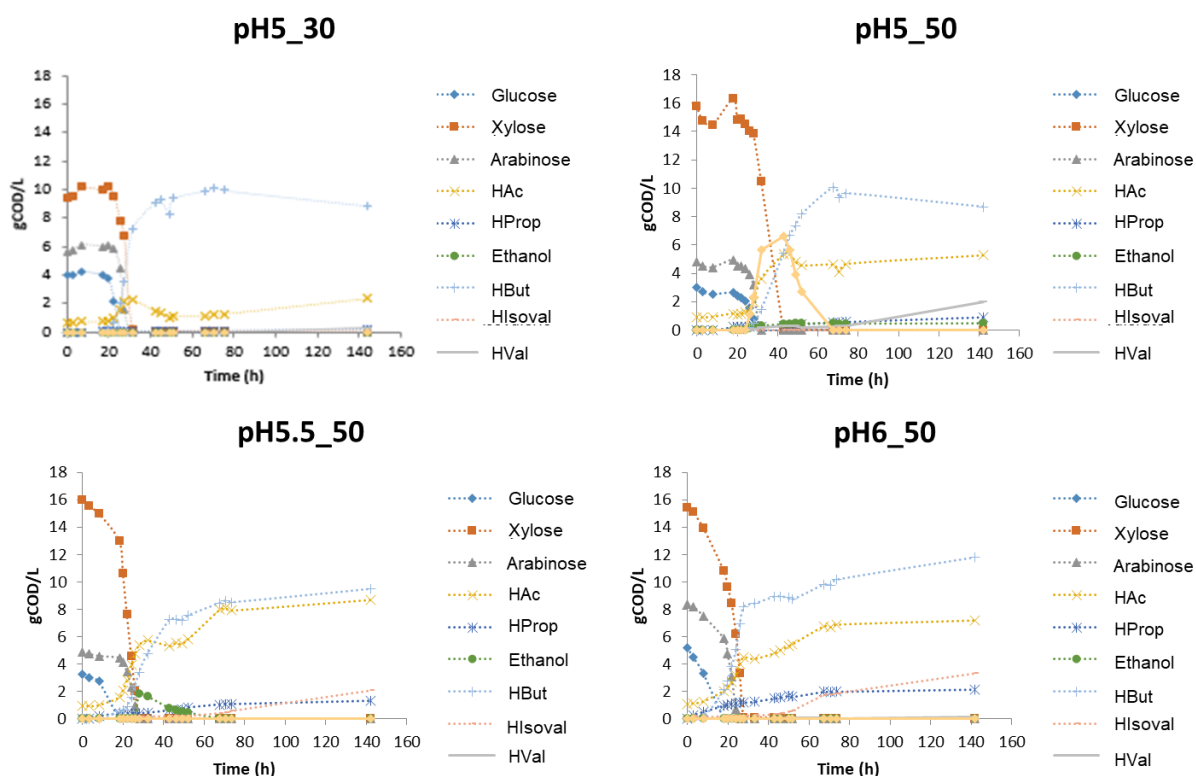 pH5_30
18
16
14
12
10
8
6
4
2
0
gCOD/L
0 20 40 60 80 100 120 140 160
Time (h)
Glucose
Xylose
Arabinose
HAc
HProp
Ethanol
HBut
HIsoval
HVal
pH5_50
18
16
14
12
10
8
6
4
2
0
gCOD/L
0 20 40 60 80 100 120 140 160
Time (h)
Glucose
Xylose
Arabinose
HAc
HProp
Ethanol
HBut
HIsoval
HVal
pH5.5_50
18
16
14
12
10
8
6
4
2
0
gCOD/L
0 20 40 60 80 100 120 140 160
Time (h)
Glucose
Xylose
Arabinose
HAc
HProp
Ethanol
HBut
HIsoval
HVal
pH6_50
18
16
14
12
10
8
6
4
2
0
gCOD/L
0 20 40 60 80 100 120 140 160
Time (h)
Glucose
Xylose
Arabinose
HAc
HProp
Ethanol
HBut
HIsoval
HVal